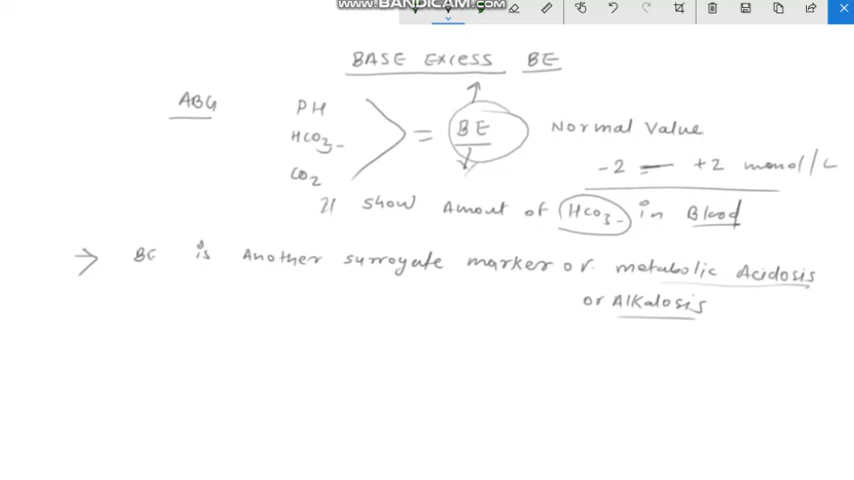 www.BANDICAM.com
BASE Excess BE
ABG
PH
HCO3-
CO2
= BE
Normal Value
-2 — +2 mmol/L
It show Amount of HCO3- in Blood
→ BE is Another surrogate marker of metabolic Acidosis
or Alkalosis